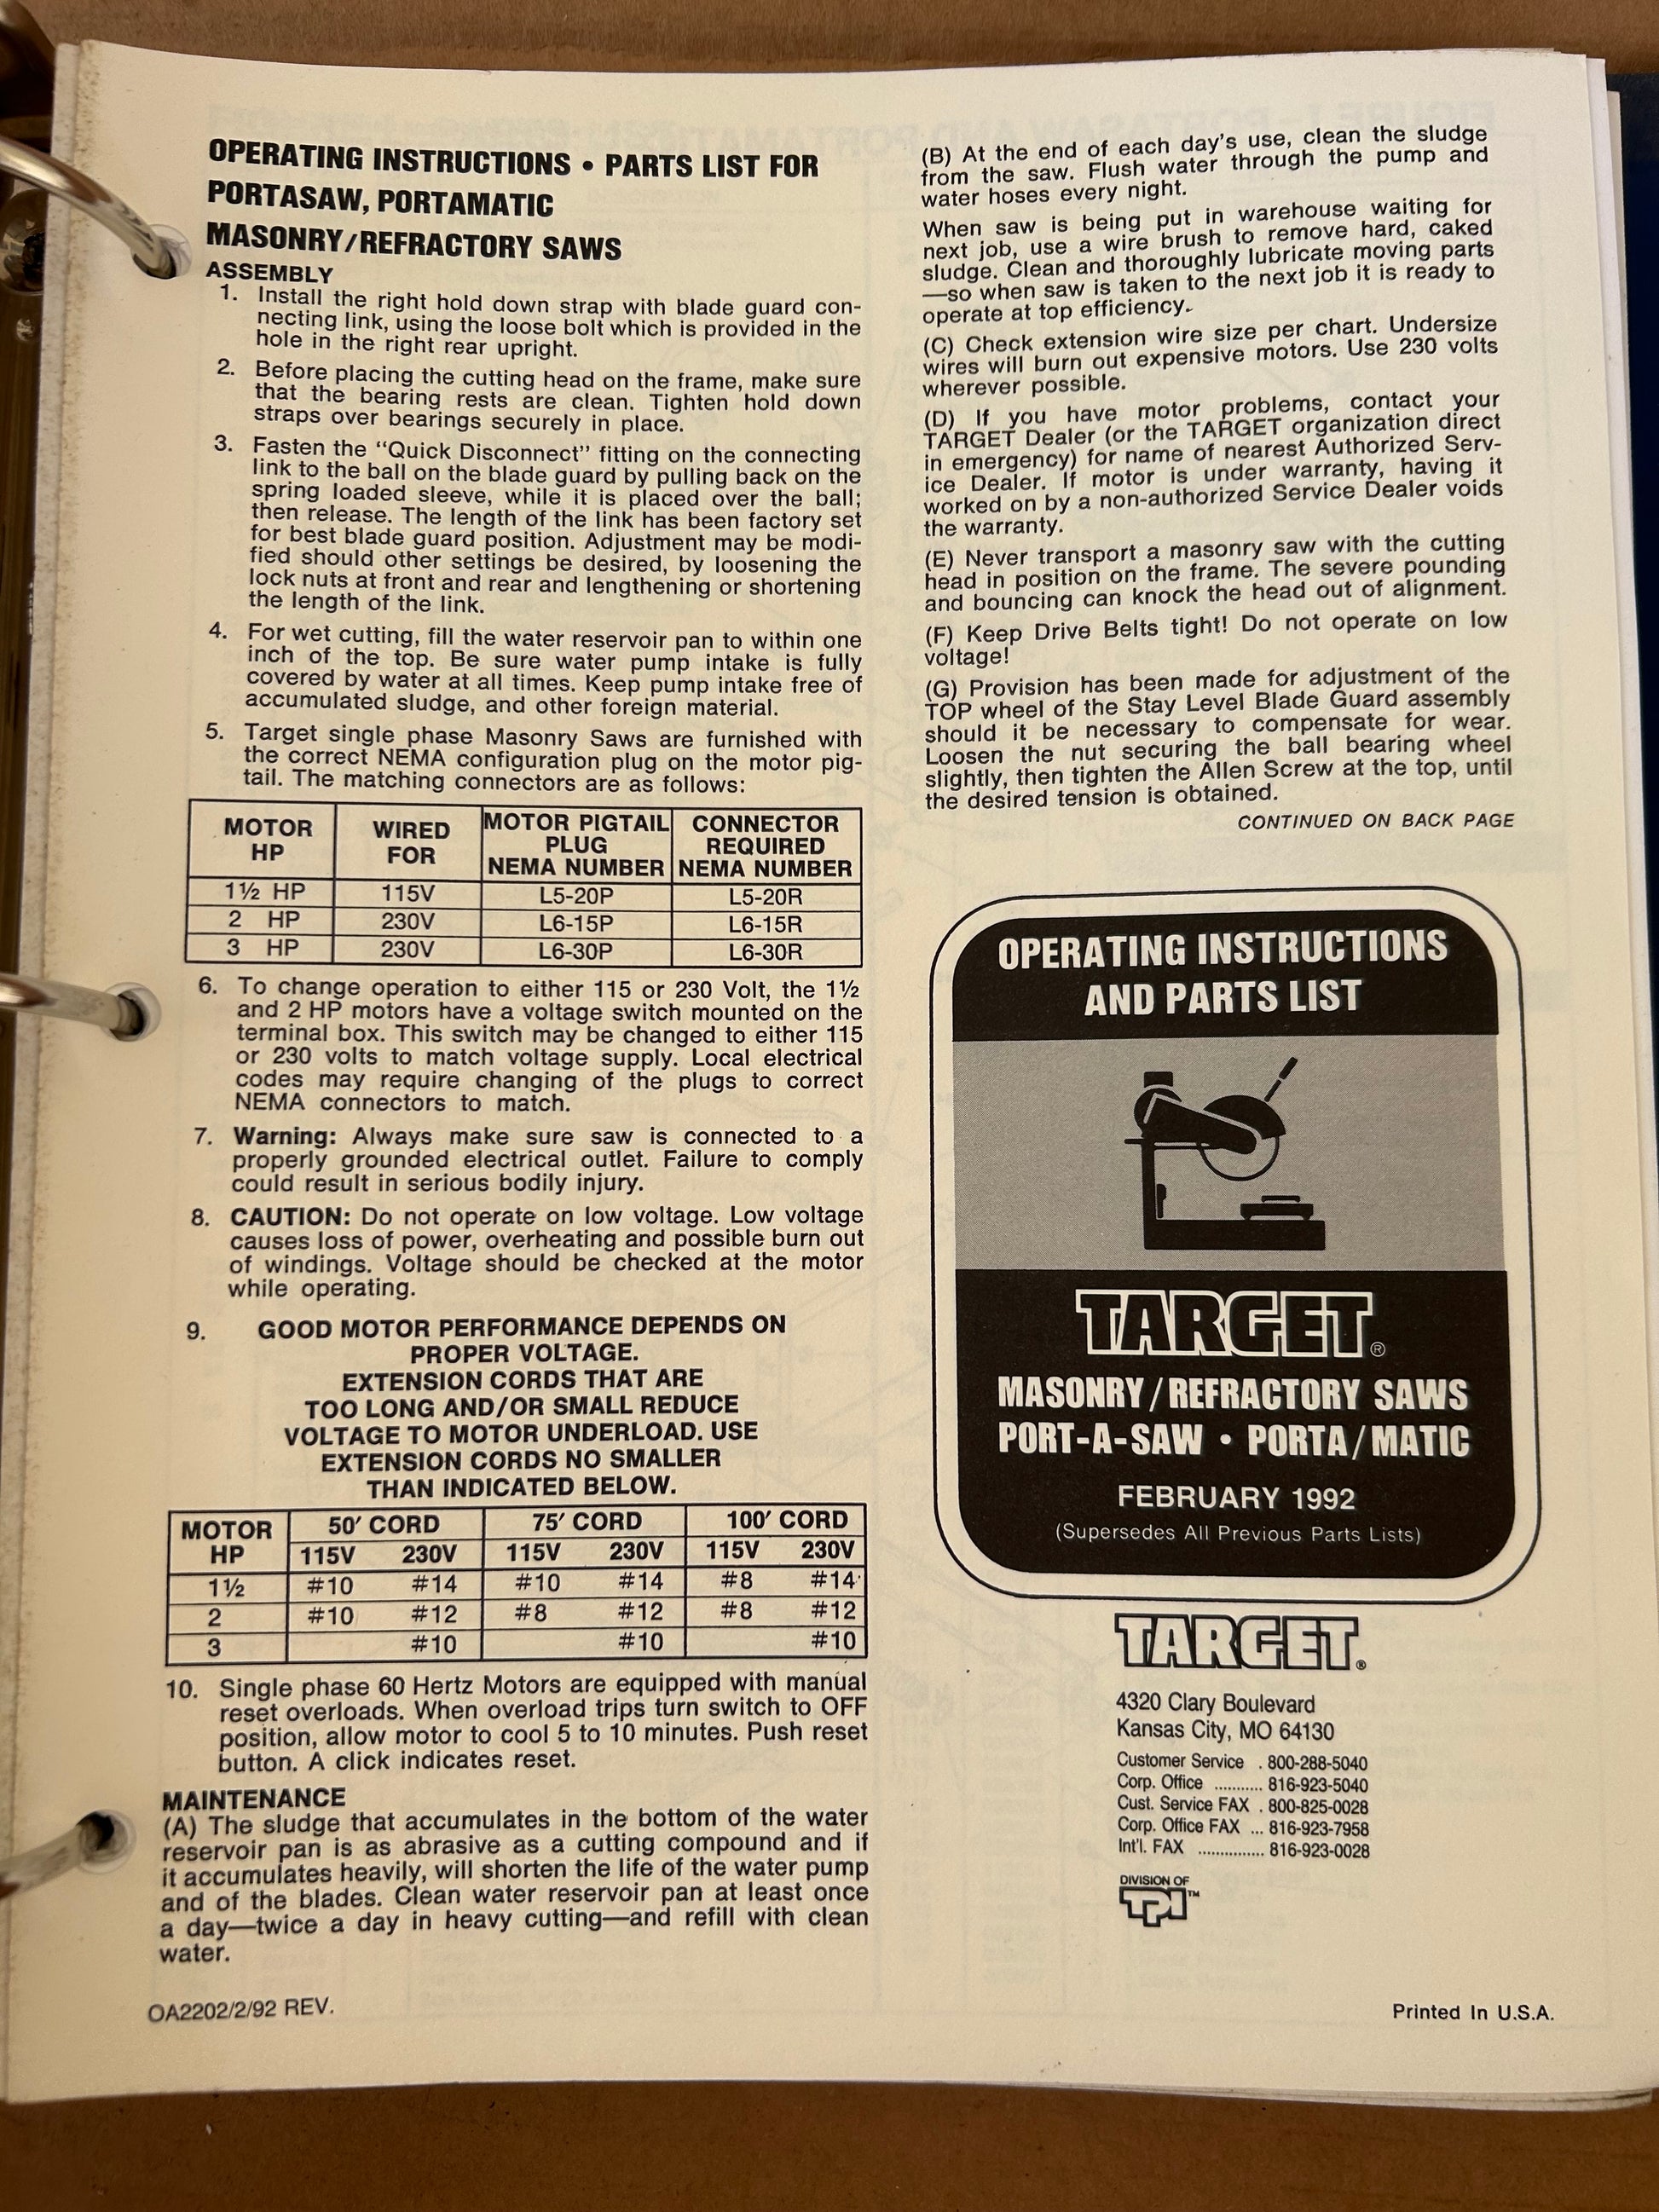 OPERATING INSTRUCTIONS • PARTS LIST FOR
PORTASAW, PORTAMATIC
MASONRY/REFRACTORY SAWS
ASSEMBLY
1. Install the right hold down strap with blade guard con-
necting link, using the loose bolt which is provided in the
hole in the right rear upright.
2. Before placing the cutting head on the frame, make sure
that the bearing rests are clean. Tighten hold down
straps over bearings securely in place.
3. Fasten the "Quick Disconnect" fitting on the connecting
link to the ball on the blade guard by pulling back on the
spring loaded sleeve, while it is placed over the ball;
then release. The length of the link has been factory set
for best blade guard position. Adjustment may be modi-
fied should other settings be desired, by loosening the
lock nuts at front and rear and lengthening or shortening
the length of the link.
4. For wet cutting, fill the water reservoir pan to within one
inch of the top. Be sure water pump intake is fully
covered by water at all times. Keep pump intake free of
accumulated sludge, and other foreign material.
5. Target single phase Masonry Saws are furnished with
the correct NEMA configuration plug on the motor pig-
tail. The matching connectors are as follows:
MOTOR HP WIRED FOR MOTOR PIGTAIL PLUG NEMA NUMBER CONNECTOR REQUIRED NEMA NUMBER
1½ HP 115V L5-20P L5-20R
2 HP 230V L6-15P L6-15R
3 HP 230V L6-30P L6-30R
6. To change operation to either 115 or 230 Volt, the 1½
and 2 HP motors have a voltage switch mounted on the
terminal box. This switch may be changed to either 115
or 230 volts to match voltage supply. Local electrical
codes may require changing of the plugs to correct
NEMA connectors to match.
7. Warning: Always make sure saw is connected to a
properly grounded electrical outlet. Failure to comply
could result in serious bodily injury.
8. CAUTION: Do not operate on low voltage. Low voltage
causes loss of power, overheating and possible burn out
of windings. Voltage should be checked at the motor
while operating.
9. GOOD MOTOR PERFORMANCE DEPENDS ON
PROPER VOLTAGE.
EXTENSION CORDS THAT ARE
TOO LONG AND/OR SMALL REDUCE
VOLTAGE TO MOTOR UNDERLOAD. USE
EXTENSION CORDS NO SMALLER
THAN INDICATED BELOW.
MOTOR HP 50′ CORD 75′ CORD 100′ CORD
115V 230V 115V 230V 115V 230V
1½ #10 #14 #10 #14 #8 #14
2 #10 #12 #8 #12 #8 #12
3 #10 #10 #10
10. Single phase 60 Hertz Motors are equipped with manual
reset overloads. When overload trips turn switch to OFF
position, allow motor to cool 5 to 10 minutes. Push reset
button. A click indicates reset.
MAINTENANCE
(A) The sludge that accumulates in the bottom of the water
reservoir pan is as abrasive as a cutting compound and if
it accumulates heavily, will shorten the life of the water pump
and of the blades. Clean water reservoir pan at least once
a day—twice a day in heavy cutting—and refill with clean
water.
OA2202/2/92 REV.
(B) At the end of each day's use, clean the sludge
from the saw. Flush water through the pump and
water hoses every night.
When saw is being put in warehouse waiting for
next job, use a wire brush to remove hard, caked
sludge. Clean and thoroughly lubricate moving parts
—so when saw is taken to the next job it is ready to
operate at top efficiency.
(C) Check extension wire size per chart. Undersize
wires will burn out expensive motors. Use 230 volts
wherever possible.
(D) If you have motor problems, contact your
TARGET Dealer (or the TARGET organization direct
in emergency) for name of nearest Authorized Serv-
ice Dealer. If motor is under warranty, having it
worked on by a non-authorized Service Dealer voids
the warranty.
(E) Never transport a masonry saw with the cutting
head in position on the frame. The severe pounding
and bouncing can knock the head out of alignment.
(F) Keep Drive Belts tight! Do not operate on low
voltage!
(G) Provision has been made for adjustment of the
TOP wheel of the Stay Level Blade Guard assembly
should it be necessary to compensate for wear.
Loosen the nut securing the ball bearing wheel
slightly, then tighten the Allen Screw at the top, until
the desired tension is obtained.
CONTINUED ON BACK PAGE
OPERATING INSTRUCTIONS
AND PARTS LIST
TARGET®
MASONRY/REFRACTORY SAWS
PORT-A-SAW • PORTA/MATIC
FEBRUARY 1992
(Supersedes All Previous Parts Lists)
TARGET®
4320 Clary Boulevard
Kansas City, MO 64130
Customer Service . 800-288-5040
Corp. Office ........... 816-923-5040
Cust. Service FAX . 800-825-0028
Corp. Office FAX ... 816-923-7958
Int'l. FAX ............... 816-923-0028
DIVISION OF
TPI™
Printed In U.S.A.